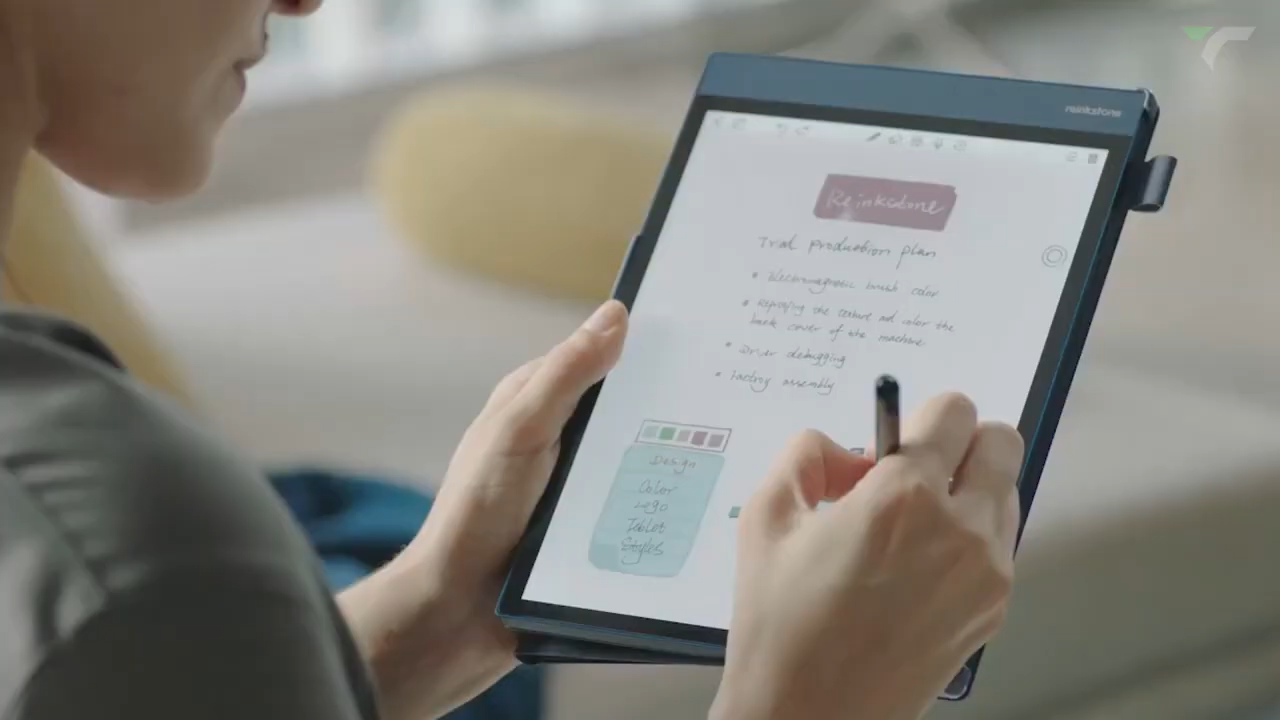 reinkstone
Reinkstone
Trial production plan
Electromagnetic brush color
the texture and color the
back cover of the machine
Driver debugging
Factory assembly
Design
Color
Logo
Tablet
Styles